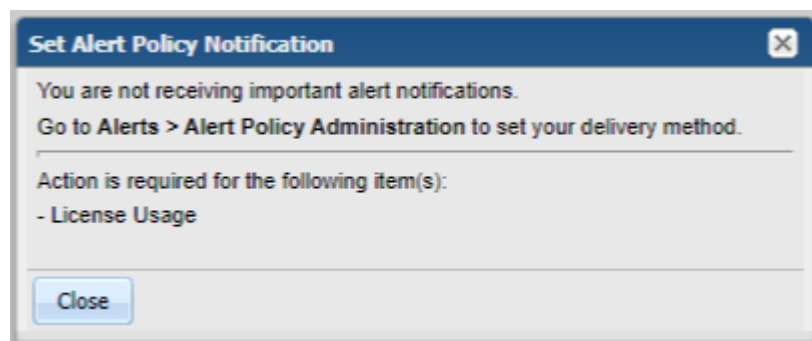 Set Alert Policy Notification
You are not receiving important alert notifications.
Go to Alerts > Alert Policy Administration to set your delivery method.
Action is required for the following item(s):
- License Usage
Close